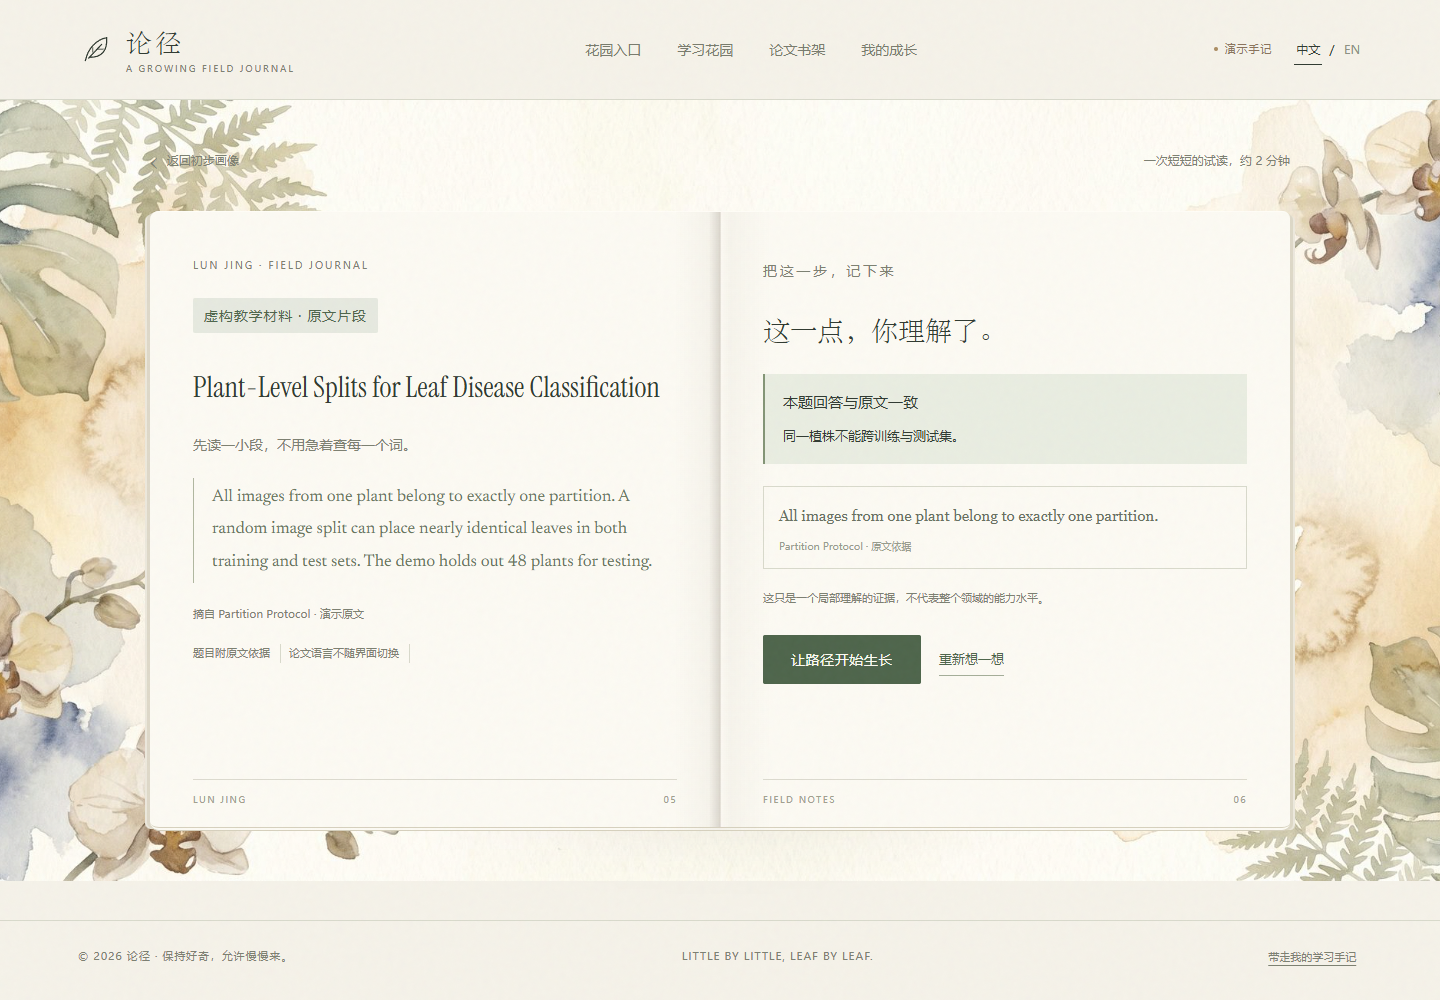 论径
A GROWING FIELD JOURNAL
花园入口
学习花园
论文书架
我的成长
演示手记
中文 / EN
返回初步画像
一次短短的试读，约 2 分钟
LUN JING · FIELD JOURNAL
虚构教学材料 · 原文片段
Plant-Level Splits for Leaf Disease Classification
先读一小段，不用急着查每一个词。
All images from one plant belong to exactly one partition. A
random image split can place nearly identical leaves in both
training and test sets. The demo holds out 48 plants for testing.
摘自 Partition Protocol · 演示原文
题目附原文依据
论文语言不随界面切换
LUN JING
05
把这一步，记下来
这一点，你理解了。
本题回答与原文一致
同一植株不能跨训练与测试集。
All images from one plant belong to exactly one partition.
Partition Protocol · 原文依据
这只是一个局部理解的证据，不代表整个领域的能力水平。
让路径开始生长
重新想一想
FIELD NOTES
06
© 2026 论径 · 保持好奇，允许慢慢来。
LITTLE BY LITTLE, LEAF BY LEAF.
带走我的学习手记